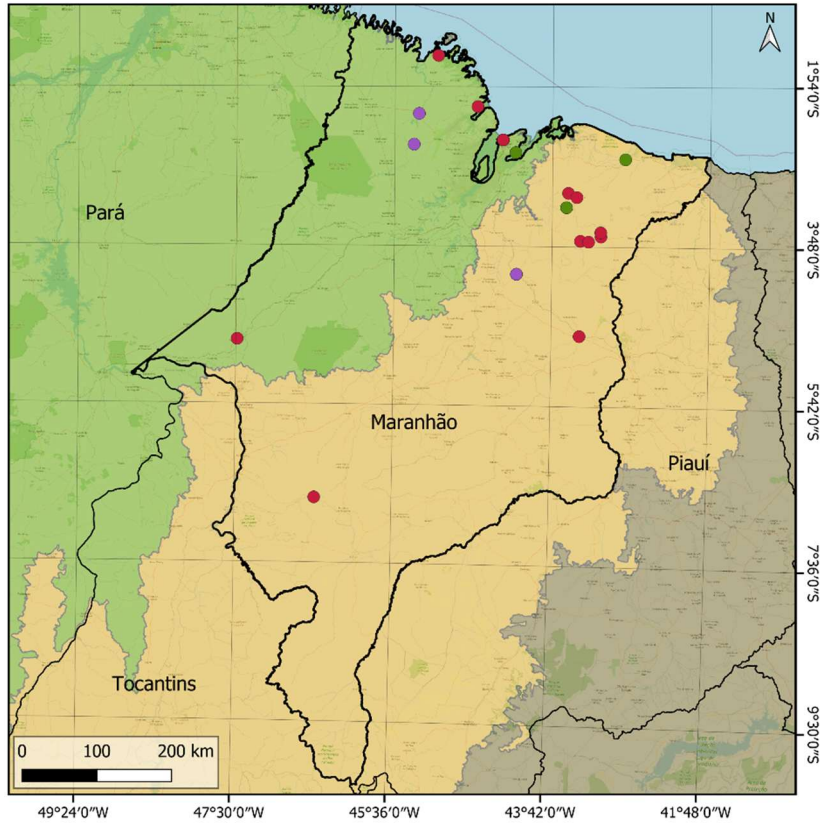 N
1°54′0″S
Pará
3°48′0″S
Maranhão
5°42′0″S
Piauí
7°36′0″S
Tocantins
9°30′0″S
0 100 200 km
49°24′0″W 47°30′0″W 45°36′0″W 43°42′0″W 41°48′0″W